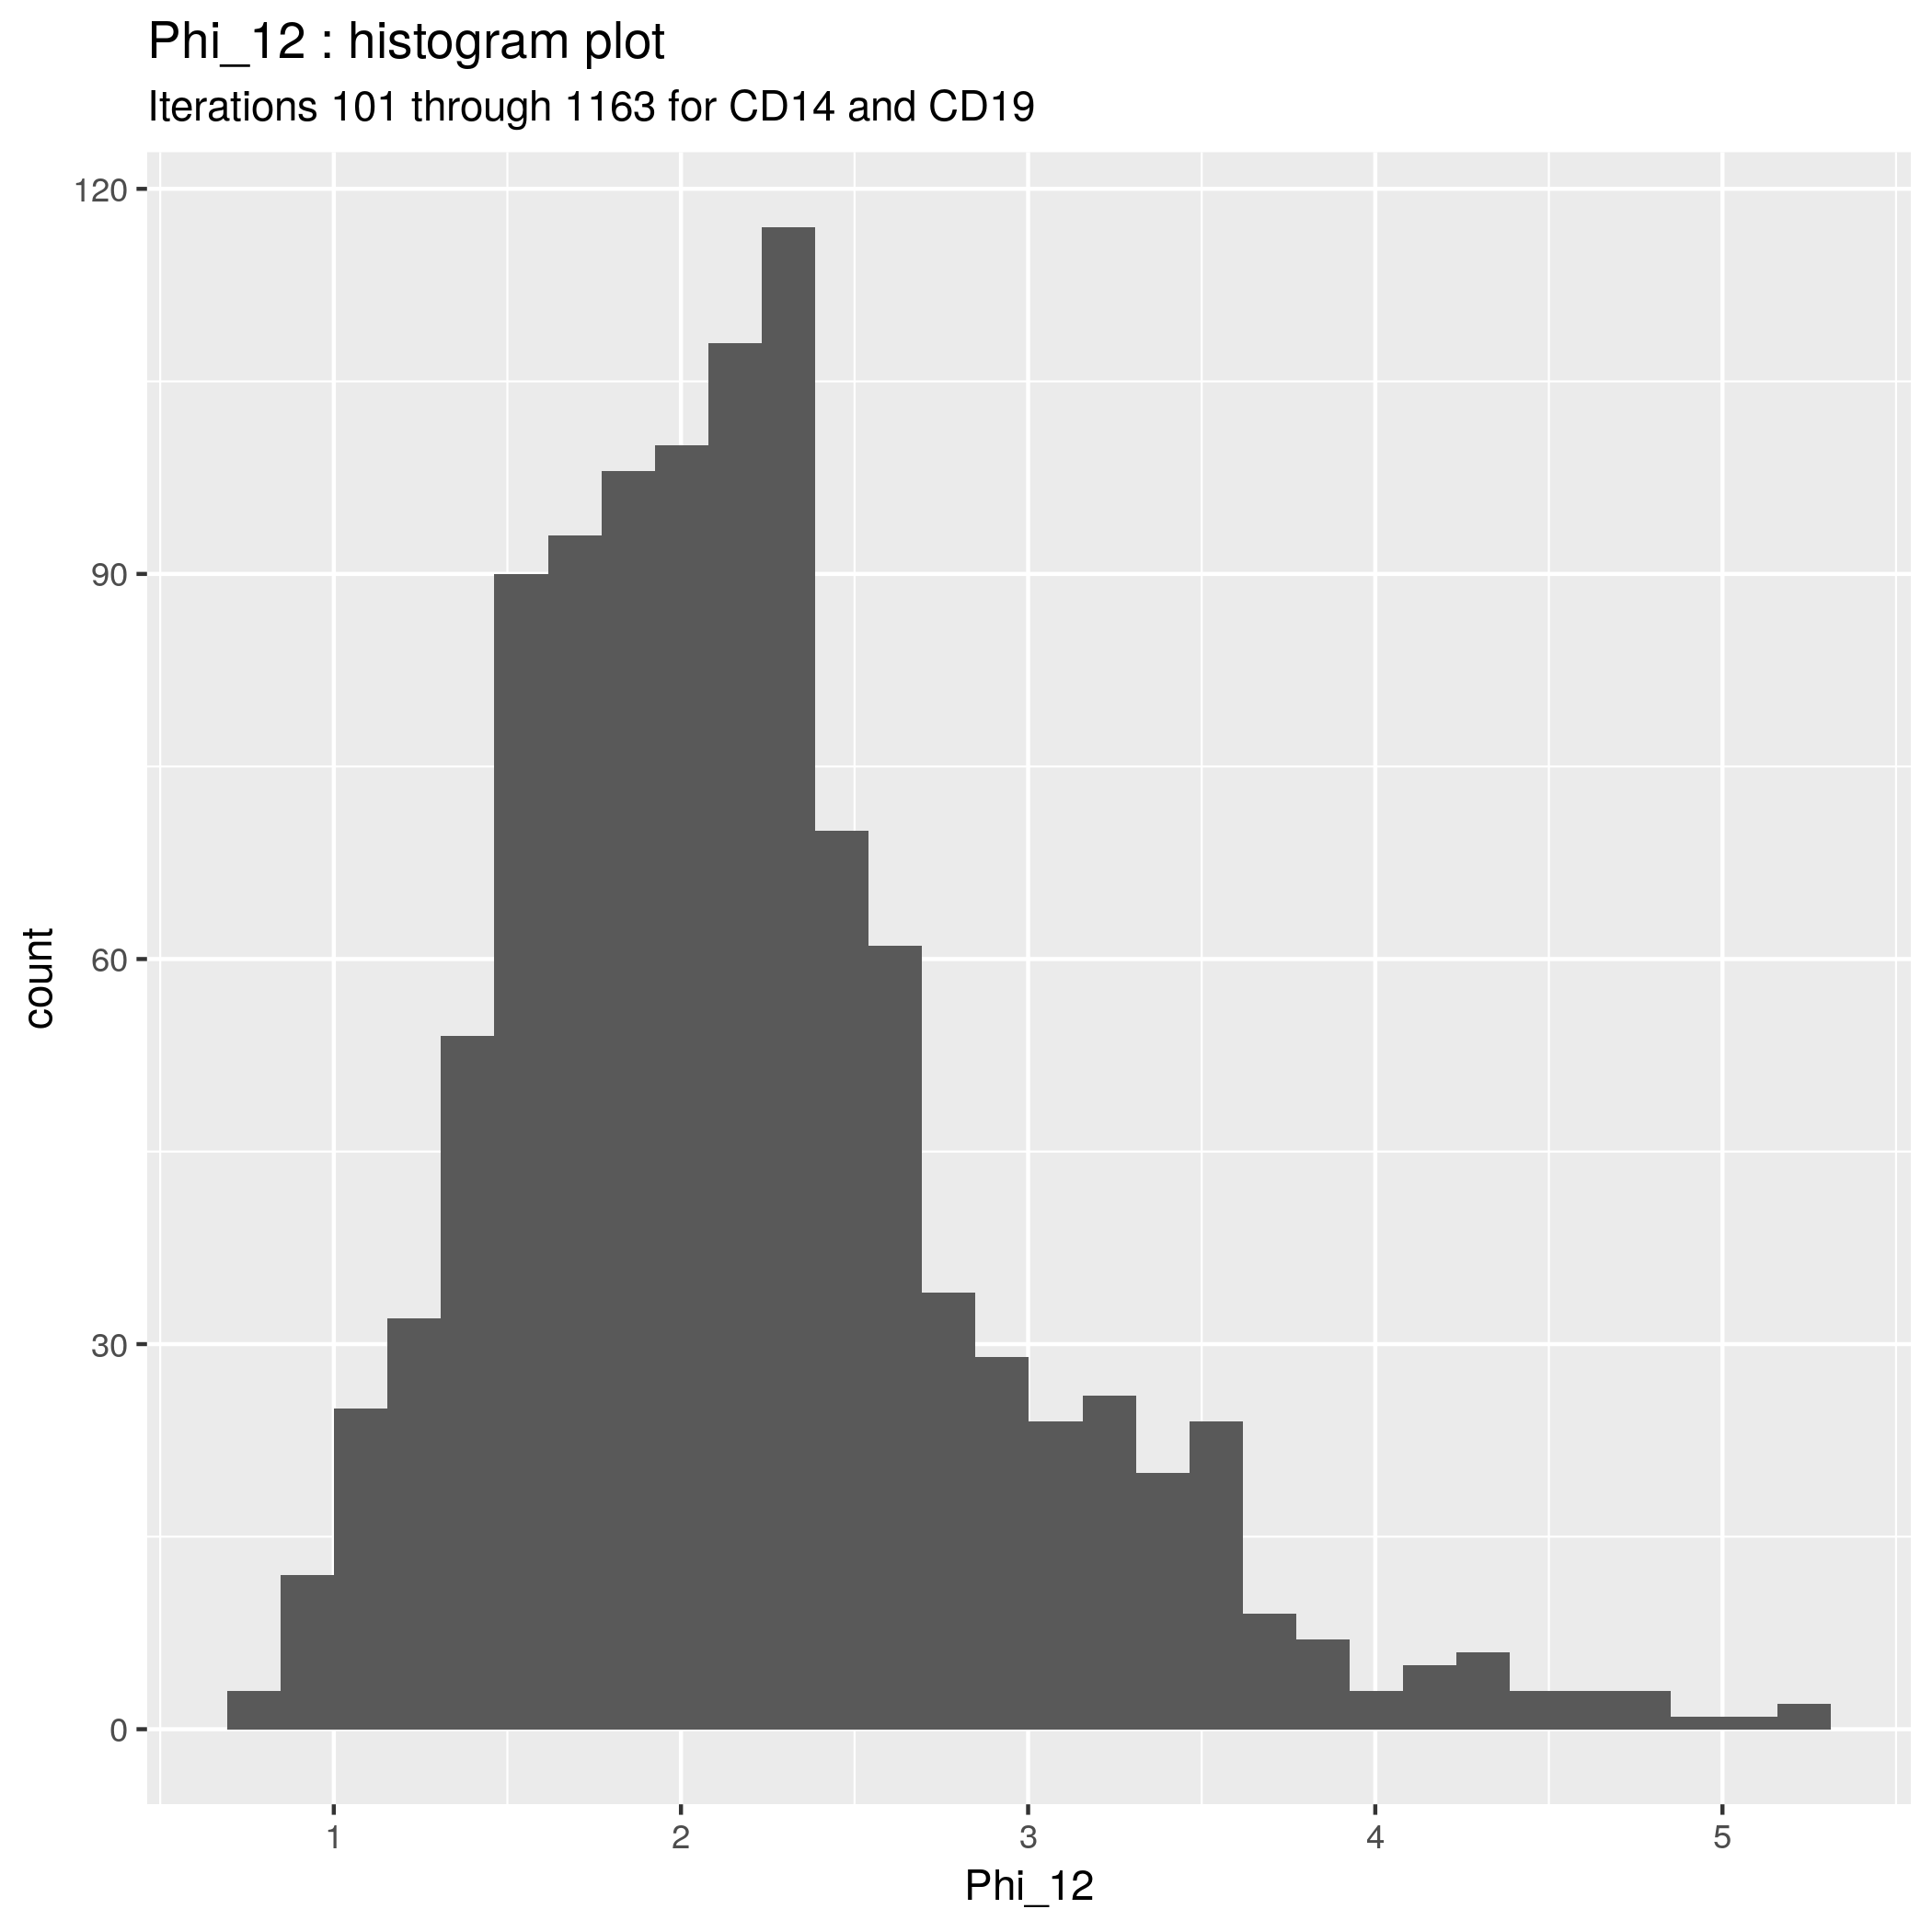 Phi_12 : histogram plot
Iterations 101 through 1163 for CD14 and CD19
120
90
60
30
0
count
1 2 3 4 5
Phi_12